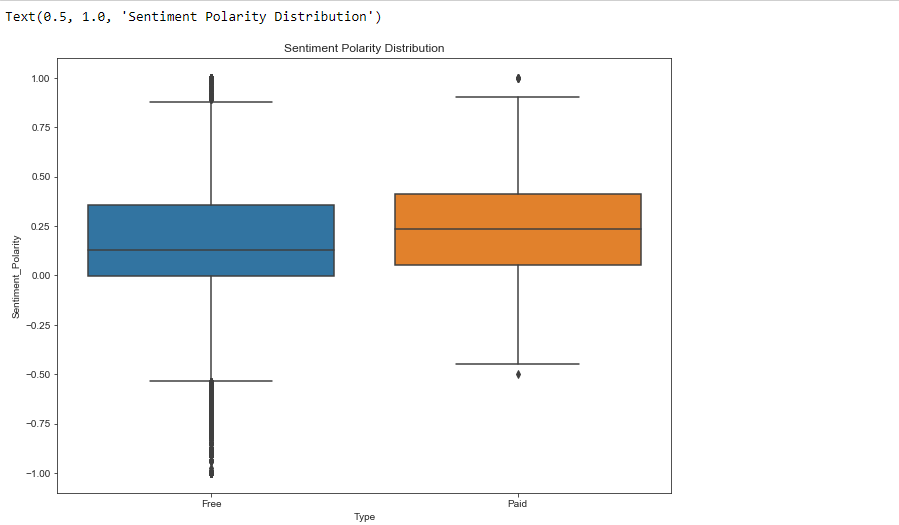 Text(0.5, 1.0, 'Sentiment Polarity Distribution')
Sentiment Polarity Distribution
1.00
0.75
0.50
0.25
0.00
−0.25
−0.50
−0.75
−1.00
Sentiment_Polarity
Free
Paid
Type